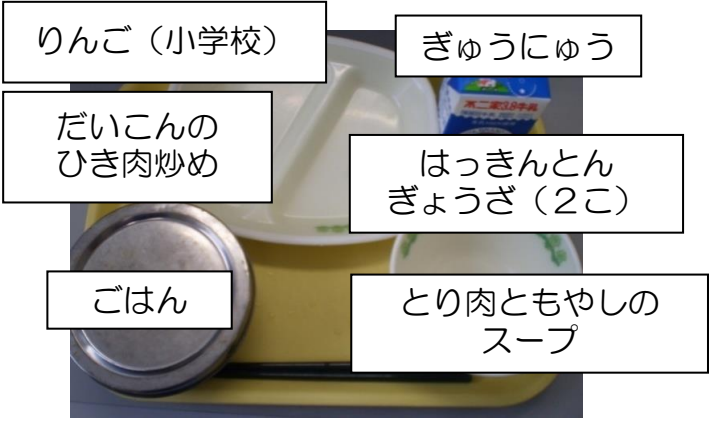 りんご（小学校）
ぎゅうにゅう
だいこんの
ひき肉炒め
はっきんとん
ぎょうざ（２こ）
ごはん
とり肉ともやしの
スープ